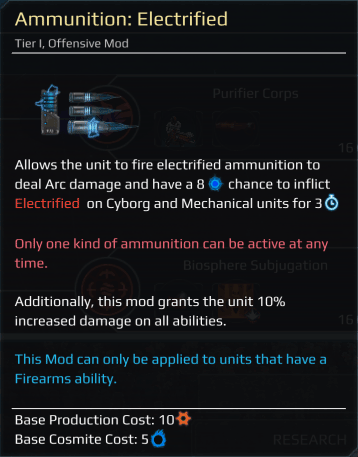 Ammunition: Electrified
Tier I, Offensive Mod
Purifier Corps
16
Allows the unit to fire electrified ammunition to
deal Arc damage and have a 8 chance to inflict
Electrified on Cyborg and Mechanical units for 3
Only one kind of ammunition can be active at any
time.
Biosphere Subjugation
Additionally, this mod grants the unit 10%
increased damage on all abilities.
16
This Mod can only be applied to units that have a
Firearms ability.
Base Production Cost: 10
Base Cosmite Cost: 5
RESEARCH